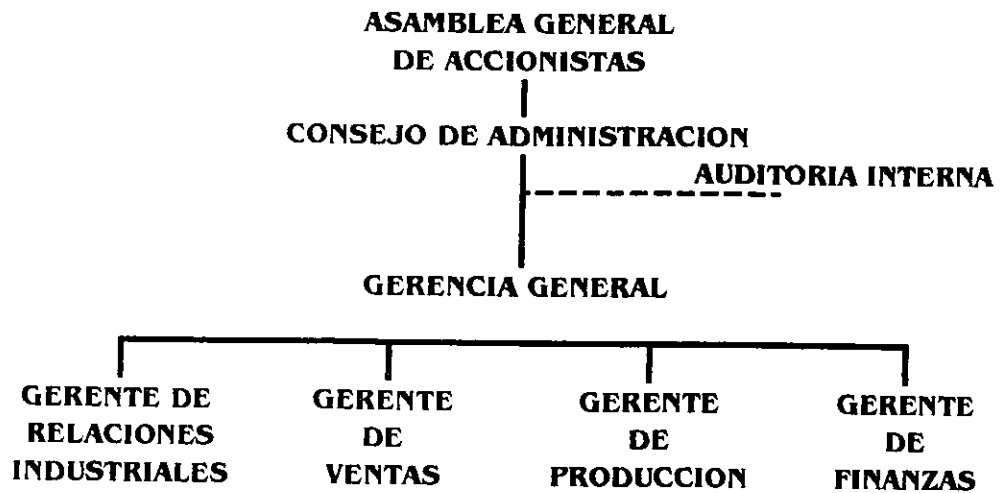 ASAMBLEA GENERAL
DE ACCIONISTAS
CONSEJO DE ADMINISTRACION
AUDITORIA INTERNA
GERENCIA GENERAL
GERENTE DE
RELACIONES
INDUSTRIALES
GERENTE
DE
VENTAS
GERENTE
DE
PRODUCCION
GERENTE
DE
FINANZAS